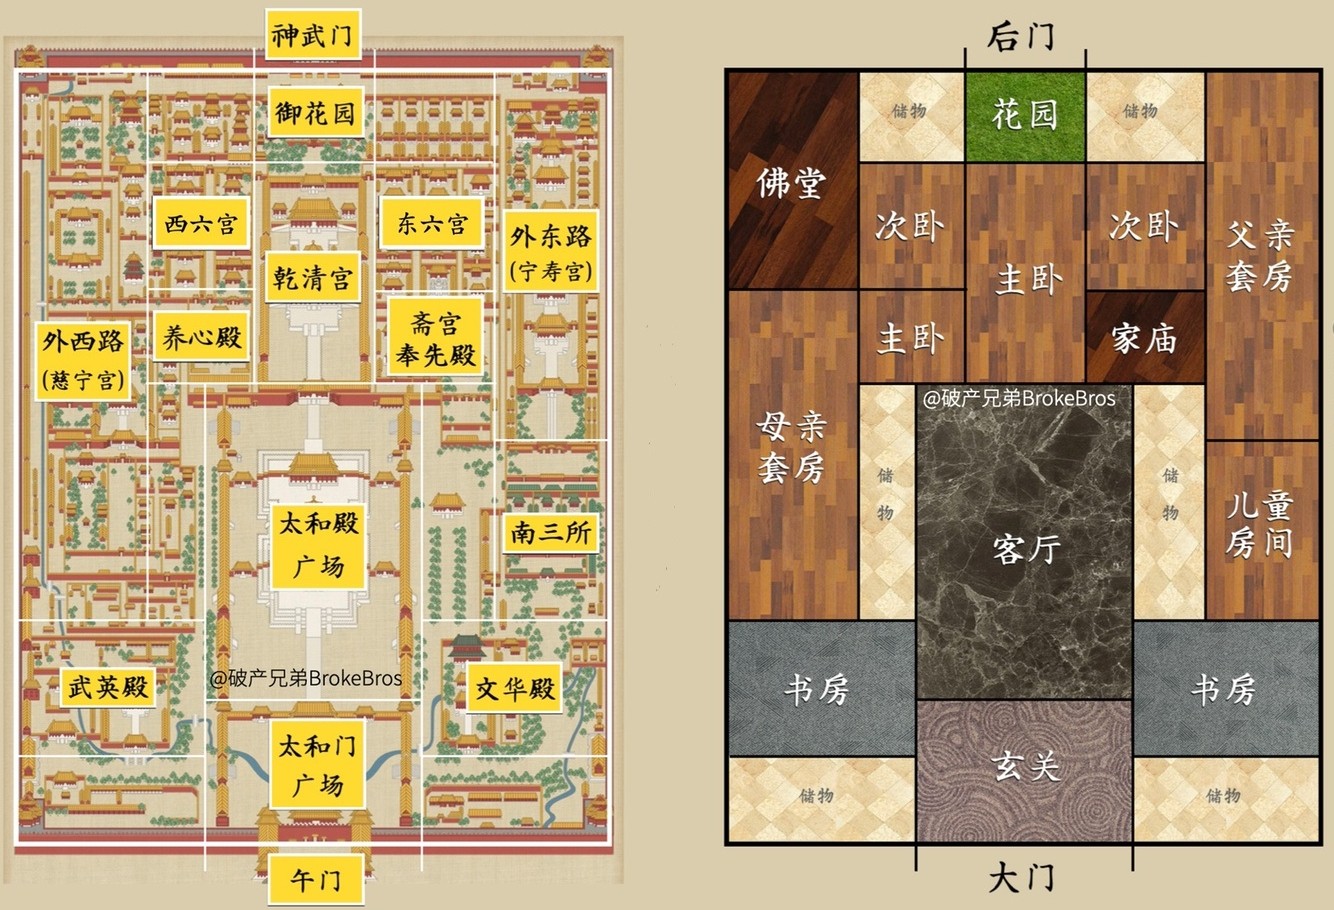 神武门
御花园
西六宫
东六宫
外东路
(宁寿宫)
乾清宫
养心殿
斋宫
奉先殿
外西路
(慈宁宫)
太和殿
广场
南三所
@破产兄弟BrokeBros
武英殿
文华殿
太和门
广场
午门
后门
佛堂
储物
花园
储物
次卧
主卧
次卧
父亲
套房
主卧
家庙
@破产兄弟BrokeBros
母亲
套房
储
物
客厅
储
物
儿童
房间
书房
书房
玄关
储物
储物
大门